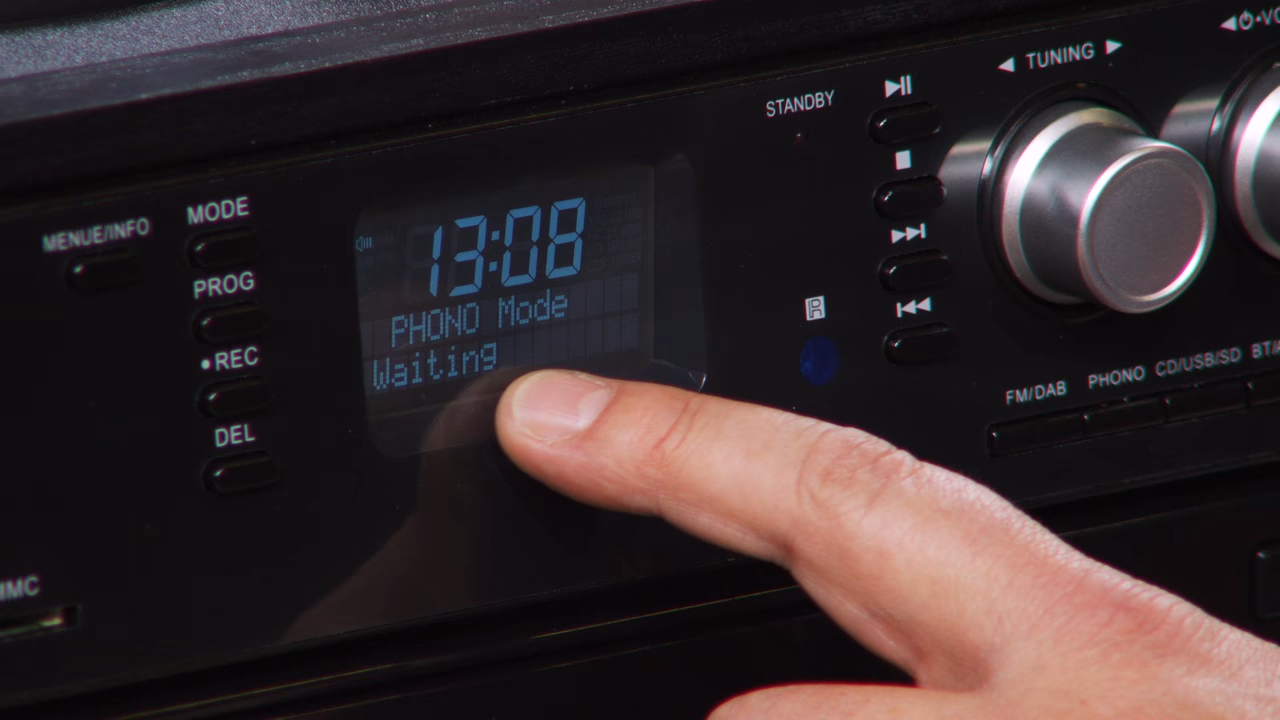 MENUE/INFO
MODE
PROG
REC
DEL
13:08
PHONO Mode
Waiting
STANDBY
TUNING
FM/DAB
PHONO
CD/USB/SD